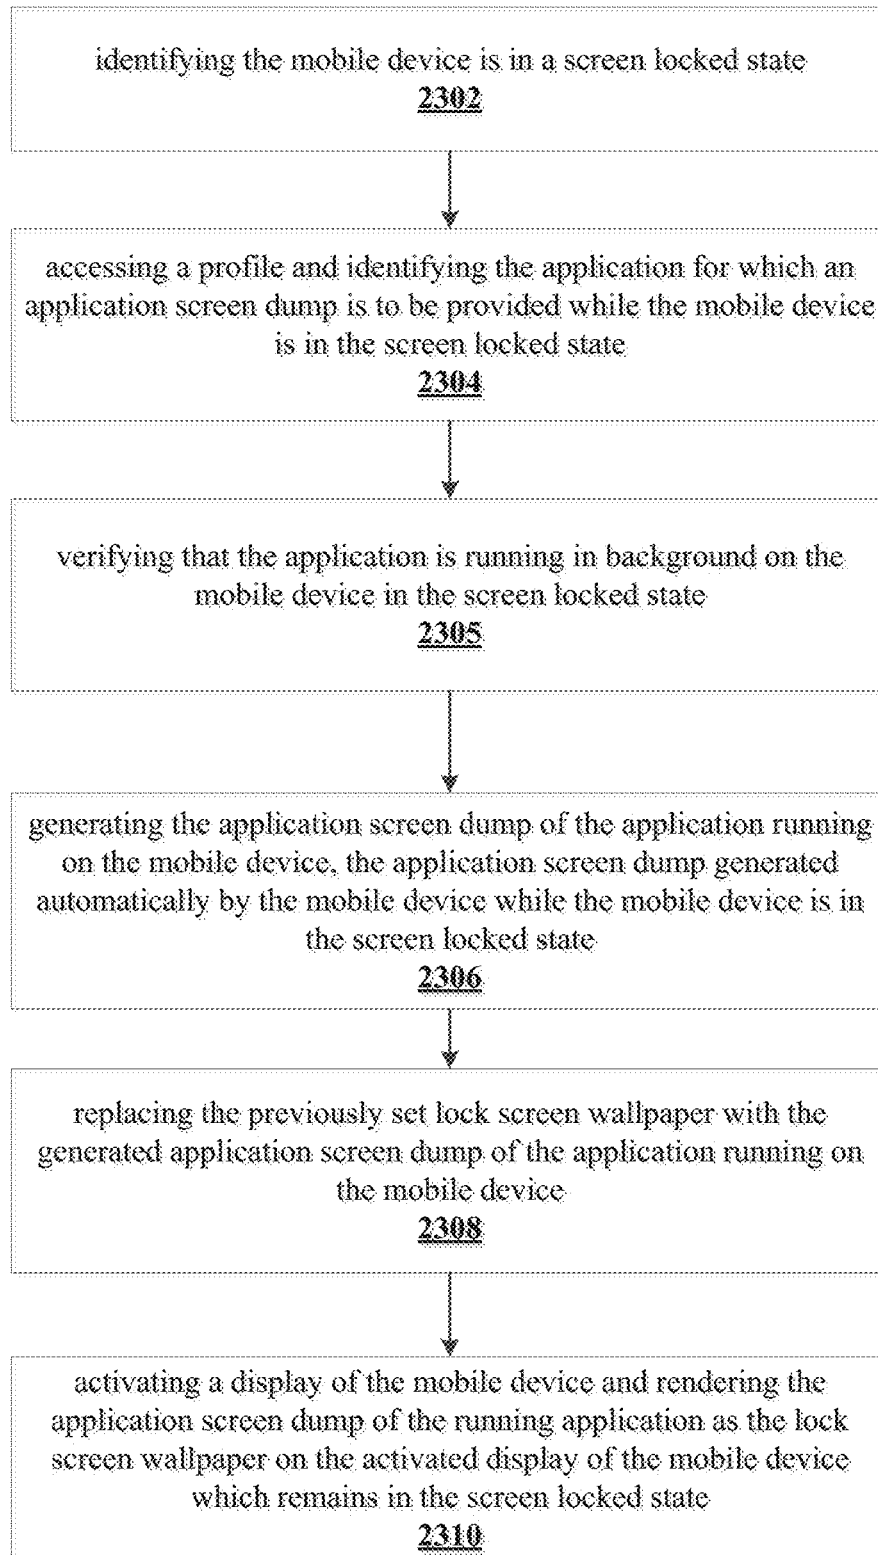 identifying the mobile device is in a screen locked state
2302
accessing a profile and identifying the application for which an
application screen dump is to be provided while the mobile device
is in the screen locked state
2304
verifying that the application is running in background on the
mobile device in the screen locked state
2305
generating the application screen dump of the application running
on the mobile device, the application screen dump generated
automatically by the mobile device while the mobile device is in
the screen locked state
2306
replacing the previously set lock screen wallpaper with the
generated application screen dump of the application running on
the mobile device
2308
activating a display of the mobile device and rendering the
application screen dump of the running application as the lock
screen wallpaper on the activated display of the mobile device
which remains in the screen locked state
2310